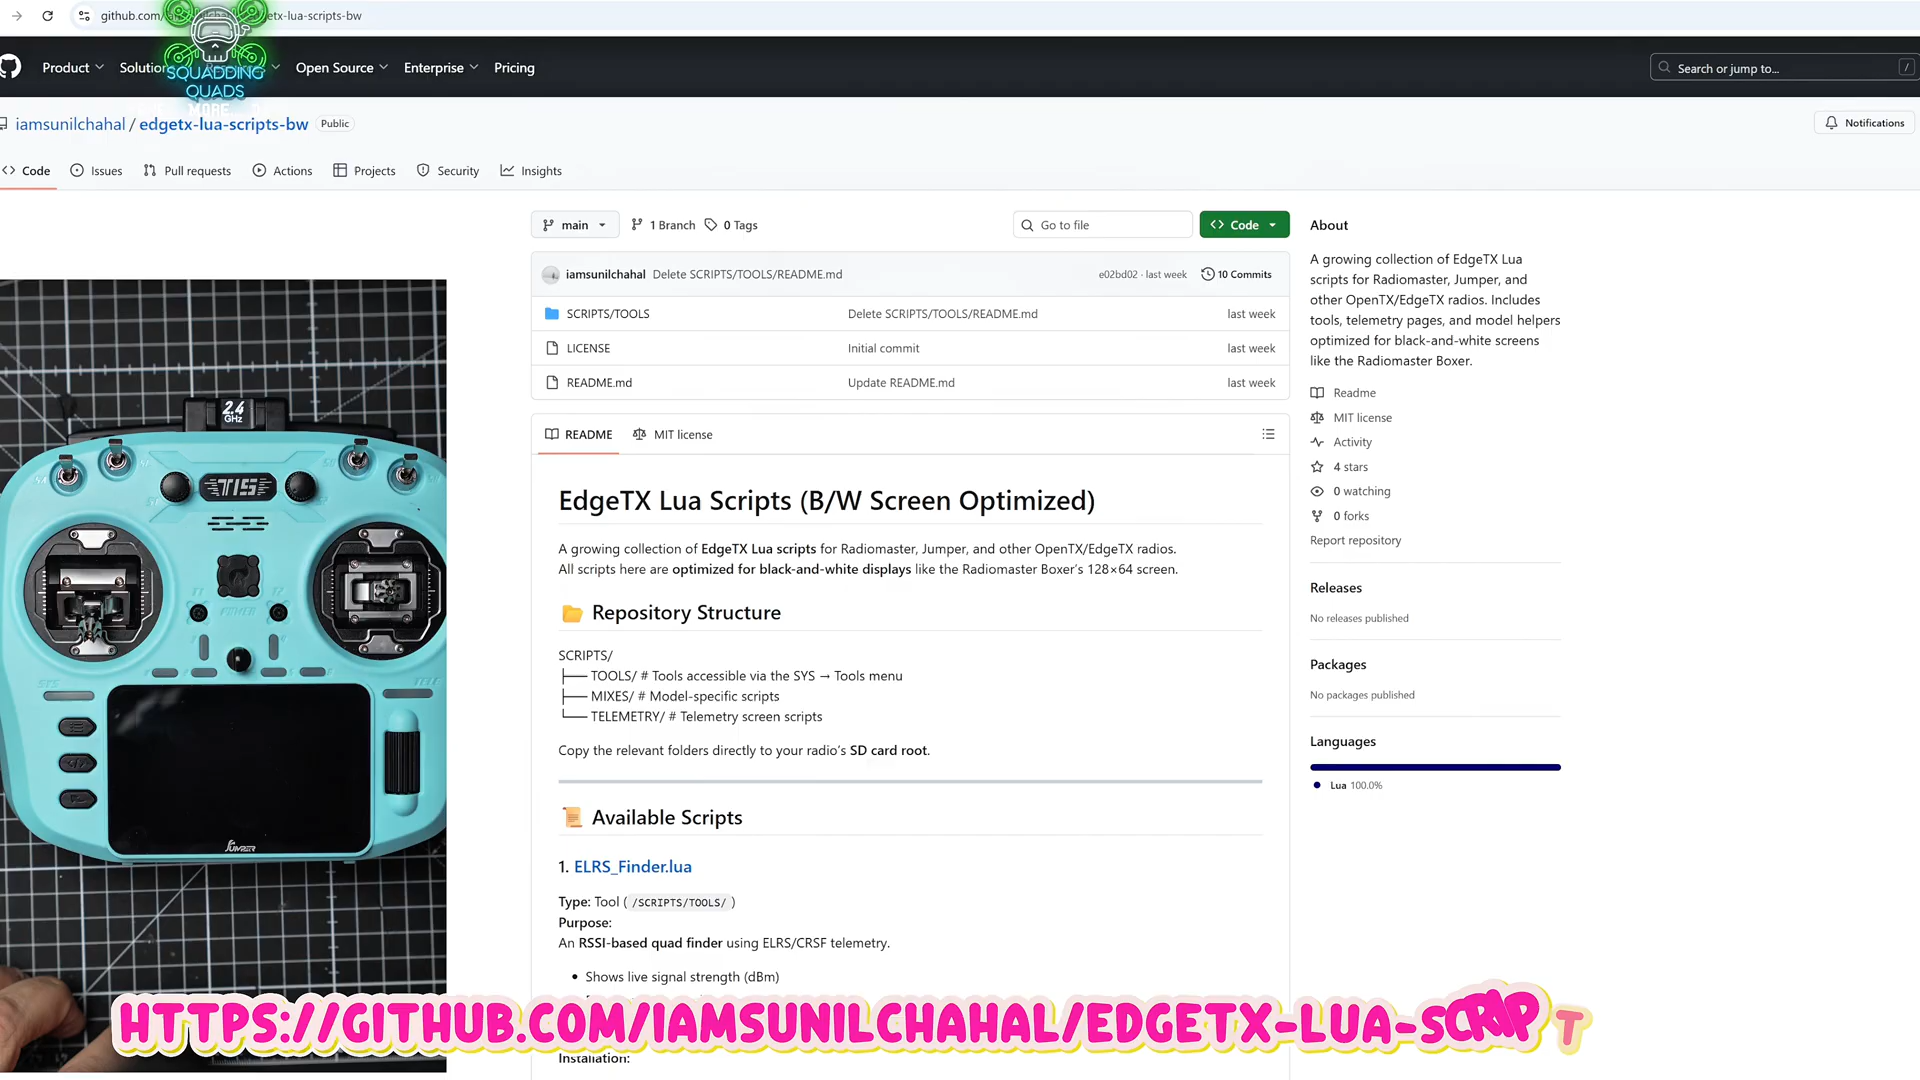 github.com/
etx-lua-scripts-bw
SQUADDING
QUADS
MORE
Product
Solution
Open Source
Enterprise
Pricing
Search or jump to...
/
iamsunilchahal / edgetx-lua-scripts-bw
Public
Notifications
Code
Issues
Pull requests
Actions
Projects
Security
Insights
main
1 Branch
0 Tags
Go to file
Code
iamsunilchahal Delete SCRIPTS/TOOLS/README.md
e02bd02 · last week
10 Commits
SCRIPTS/TOOLS
Delete SCRIPTS/TOOLS/README.md
last week
LICENSE
Initial commit
last week
README.md
Update README.md
last week
README
MIT license
EdgeTX Lua Scripts (B/W Screen Optimized)
A growing collection of EdgeTX Lua scripts for Radiomaster, Jumper, and other OpenTX/EdgeTX radios.
All scripts here are optimized for black-and-white displays like the Radiomaster Boxer's 128×64 screen.
Repository Structure
SCRIPTS/
├── TOOLS/ # Tools accessible via the SYS → Tools menu
├── MIXES/ # Model-specific scripts
└── TELEMETRY/ # Telemetry screen scripts
Copy the relevant folders directly to your radio's SD card root.
Available Scripts
1. ELRS_Finder.lua
Type: Tool ( /SCRIPTS/TOOLS/ )
Purpose:
An RSSI-based quad finder using ELRS/CRSF telemetry.
• Shows live signal strength (dBm)
Installation:
About
A growing collection of EdgeTX Lua
scripts for Radiomaster, Jumper, and
other OpenTX/EdgeTX radios. Includes
tools, telemetry pages, and model helpers
optimized for black-and-white screens
like the Radiomaster Boxer.
Readme
MIT license
Activity
4 stars
0 watching
0 forks
Report repository
Releases
No releases published
Packages
No packages published
Languages
Lua 100.0%
2.4
GHz
T15
T1
T2
POWER
SYS
TELE
JUMPER
HTTPS://GITHUB.COM/IAMSUNILCHAHAL/EDGETX-LUA-SCRIPT